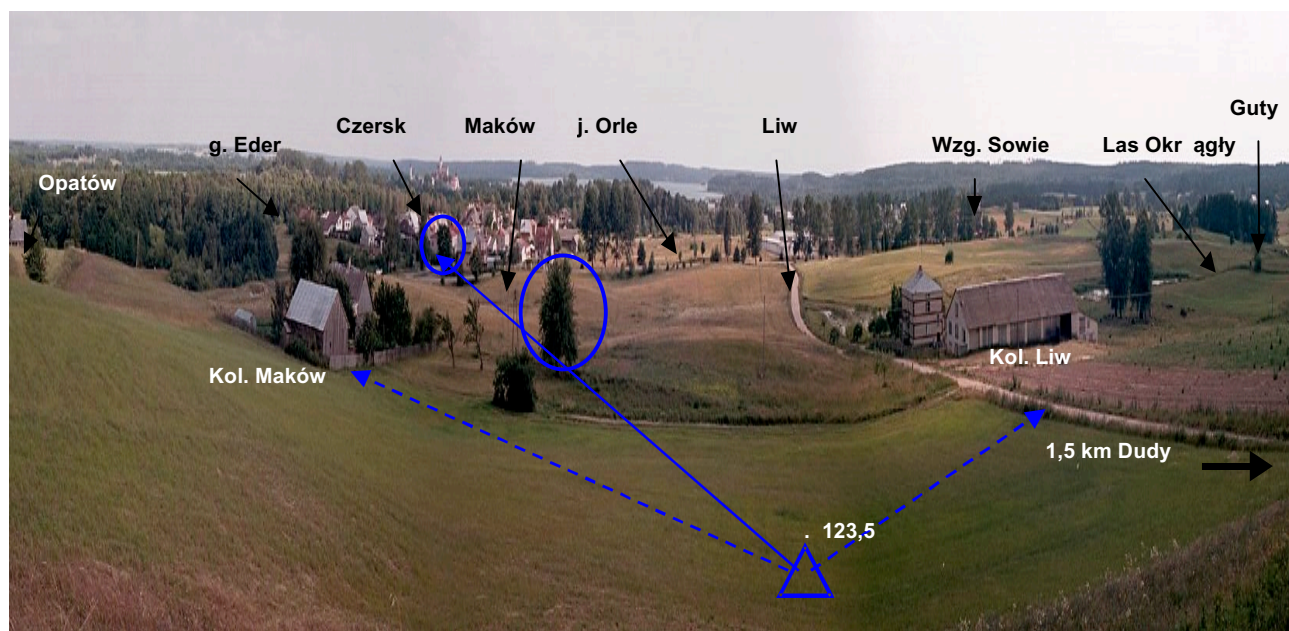 Guty
Czersk
Maków
j. Orle
Liw
g. Eder
Wzg. Sowie
Las Okr ągły
Opatów
Kol. Liw
Kol. Maków
1,5 km Dudy
. 123,5